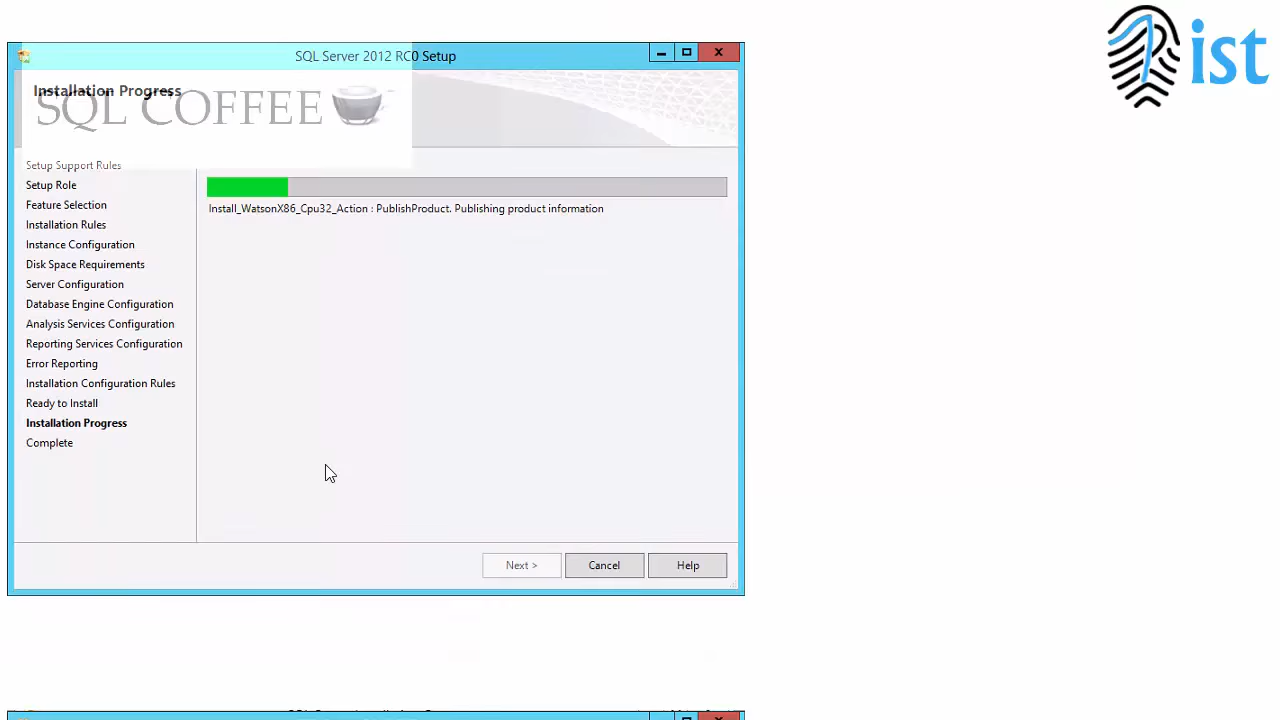 ist
SQL Server 2012 RC0 Setup
Installation Progress
SQL COFFEE
Setup Support Rules
Setup Role
Feature Selection
Installation Rules
Instance Configuration
Disk Space Requirements
Server Configuration
Database Engine Configuration
Analysis Services Configuration
Reporting Services Configuration
Error Reporting
Installation Configuration Rules
Ready to Install
Installation Progress
Complete
Install_WatsonX86_Cpu32_Action : PublishProduct. Publishing product information
Next >
Cancel
Help